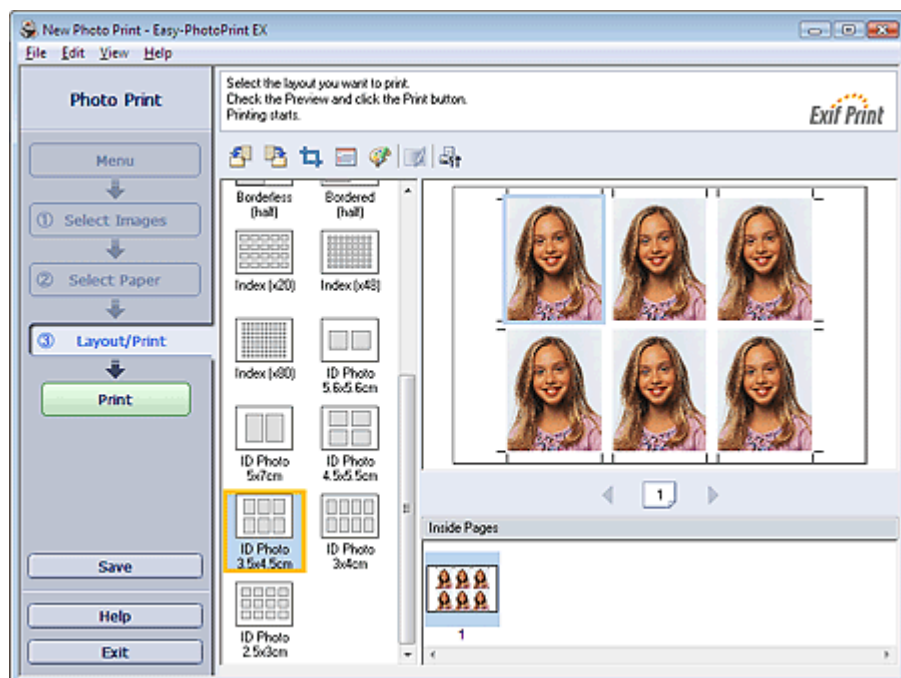 New Photo Print - Easy-PhotoPrint EX
File Edit View Help
Photo Print
Select the layout you want to print.
Check the Preview and click the Print button.
Printing starts.
Exif Print
Menu
① Select Images
② Select Paper
③ Layout/Print
Print
Save
Help
Exit
Borderless
(half)
Bordered
(half)
Index (x20)
Index (x48)
Index (x80)
ID Photo
5.6x5.6cm
ID Photo
5x7cm
ID Photo
4.5x5.5cm
ID Photo
3.5x4.5cm
ID Photo
3x4cm
ID Photo
2.5x3cm
1
Inside Pages
1